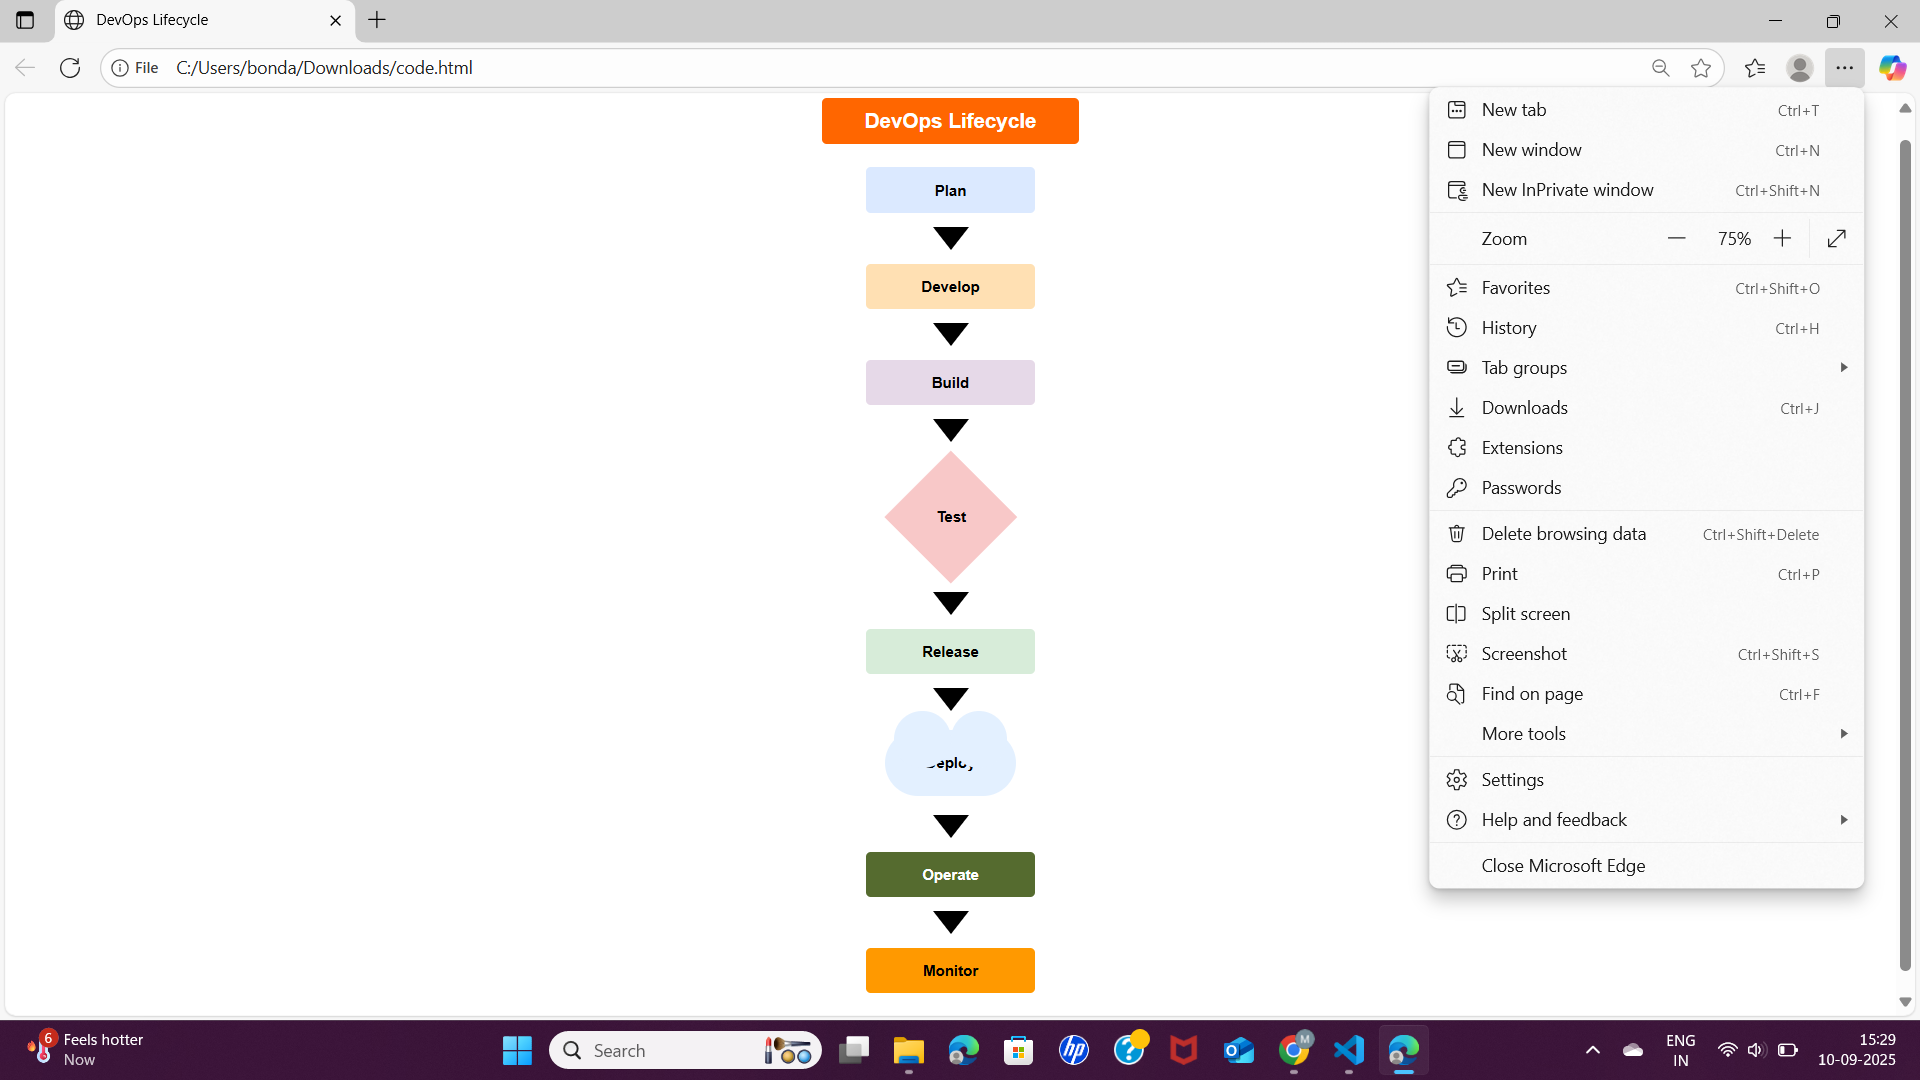 DevOps Lifecycle
File C:/Users/bonda/Downloads/code.html
DevOps Lifecycle
Plan
Develop
Build
Test
Release
Operate
Monitor
New tab Ctrl+T
New window Ctrl+N
New InPrivate window Ctrl+Shift+N
Zoom 75%
Favorites Ctrl+Shift+O
History Ctrl+H
Tab groups
Downloads Ctrl+J
Extensions
Passwords
Delete browsing data Ctrl+Shift+Delete
Print Ctrl+P
Split screen
Screenshot Ctrl+Shift+S
Find on page Ctrl+F
More tools
Settings
Help and feedback
Close Microsoft Edge
6
Feels hotter
Now
Search
hp
M
ENG
IN
15:29
10-09-2025